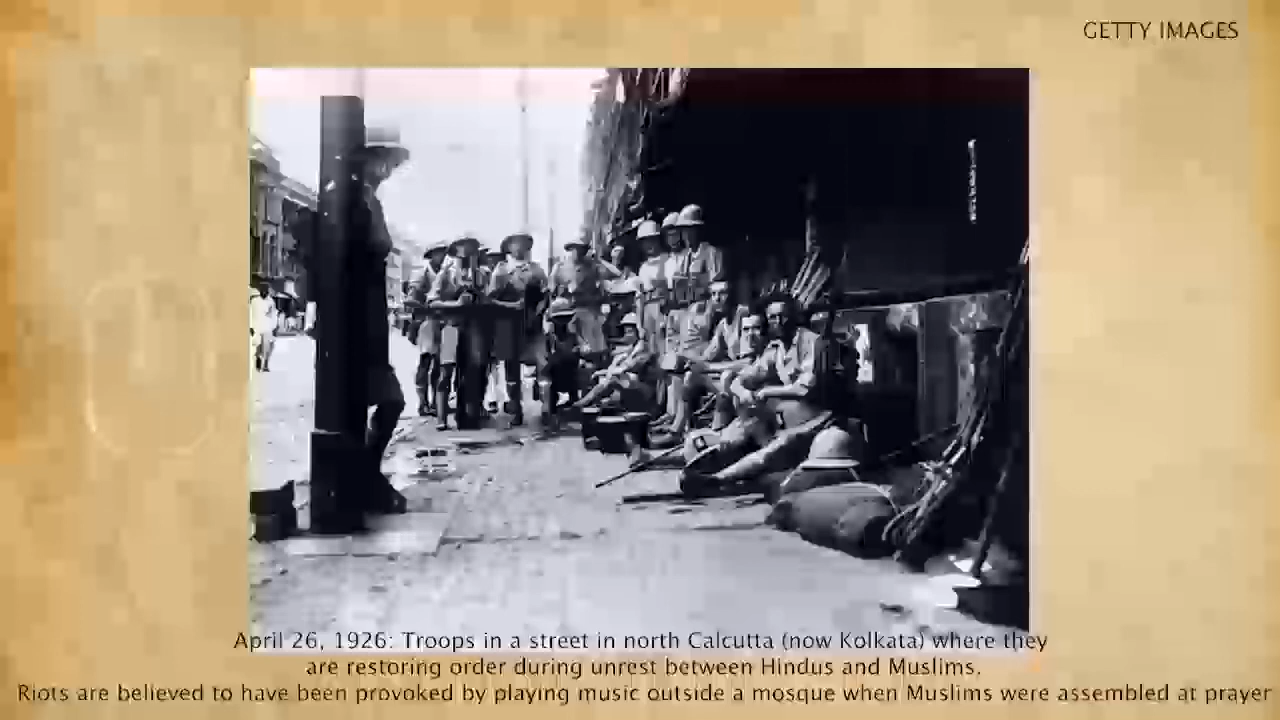 GETTY IMAGES
April 26, 1926: Troops in a street in north Calcutta (now Kolkata) where they
are restoring order during unrest between Hindus and Muslims.
Riots are believed to have been provoked by playing music outside a mosque when Muslims were assembled at prayer